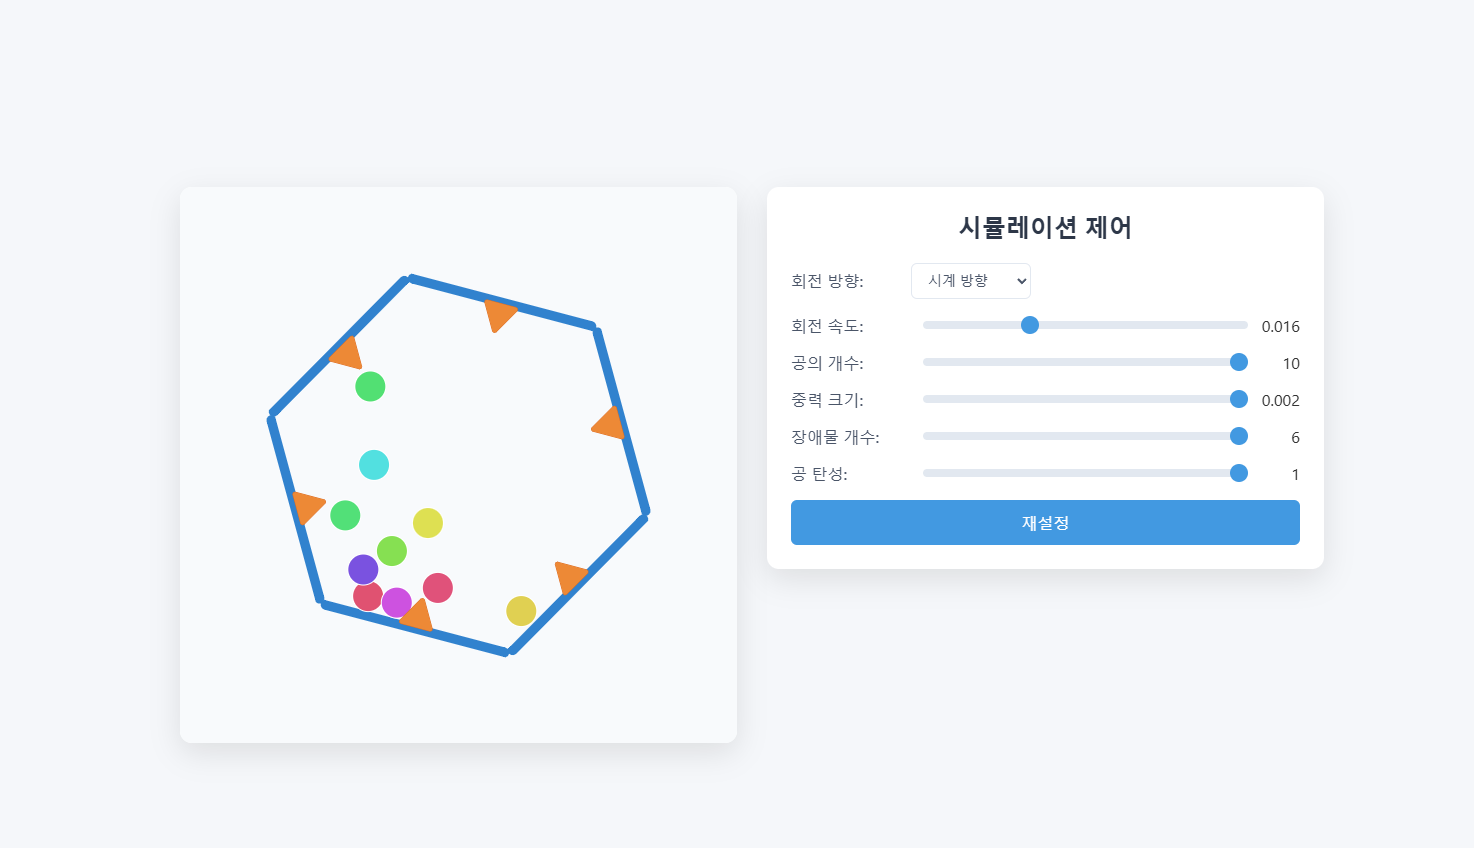 시뮬레이션 제어
회전 방향: 시계 방향
회전 속도: 0.016
공의 개수: 10
중력 크기: 0.002
장애물 개수: 6
공 탄성: 1
재설정